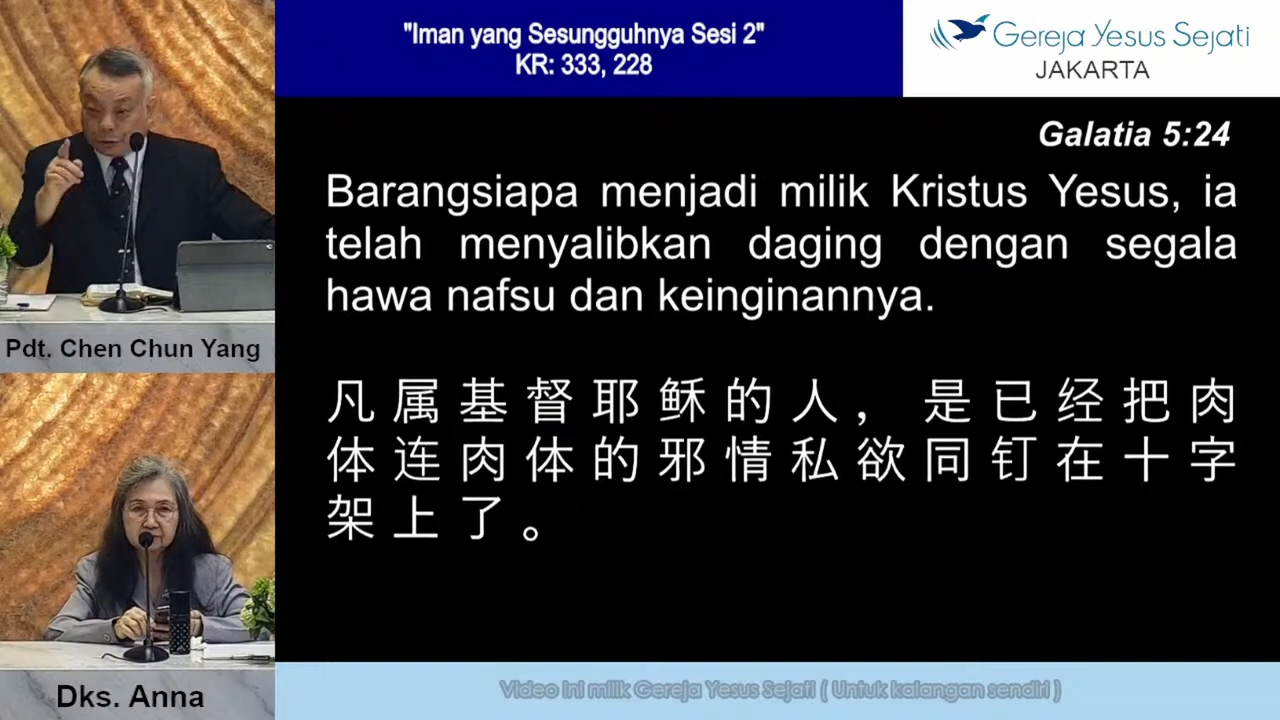 "Iman yang Sesungguhnya Sesi 2"
KR: 333, 228
Gereja Yesus Sejati
JAKARTA
Galatia 5:24
Barangsiapa menjadi milik Kristus Yesus, ia
telah menyalibkan daging dengan segala
hawa nafsu dan keinginannya.
凡属基督耶稣的人，是已经把肉
体连肉体的邪情私欲同钉在十字
架上了。
Pdt. Chen Chun Yang
Dks. Anna
Video ini milik Gereja Yesus Sejati ( Untuk kalangan sendiri )